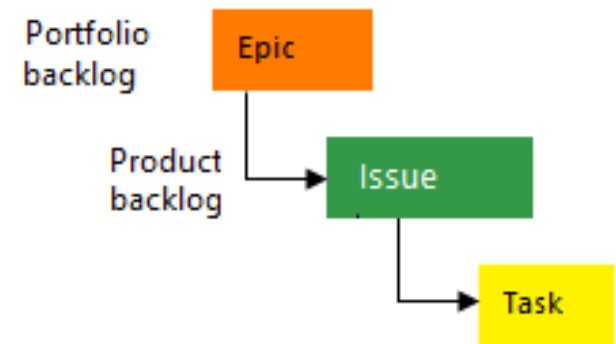 Portfolio
backlog
Epic
Product
backlog
Issue
Task